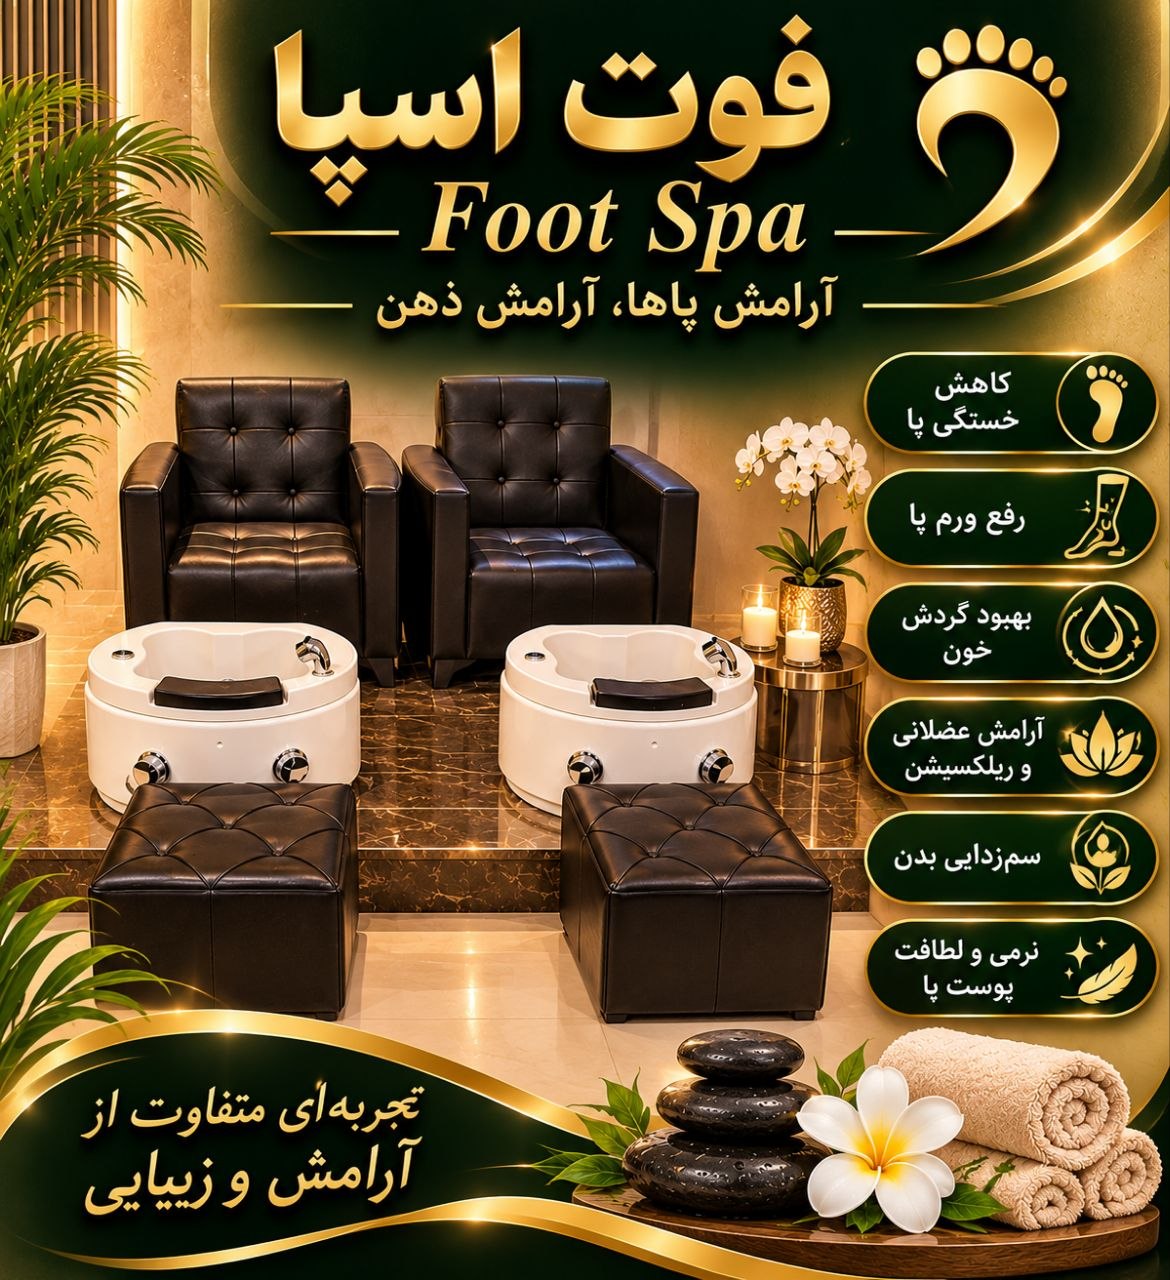 فوت اسپا
Foot Spa
آرامش پاها، آرامش ذهن
کاهش
خستگی پا
رفع ورم پا
بهبود گردش
خون
آرامش عضلانی
و ریلکسیشن
سم‌زدایی بدن
نرمی و لطافت
پوست پا
تجربه‌ای متفاوت از
آرامش و زیبایی